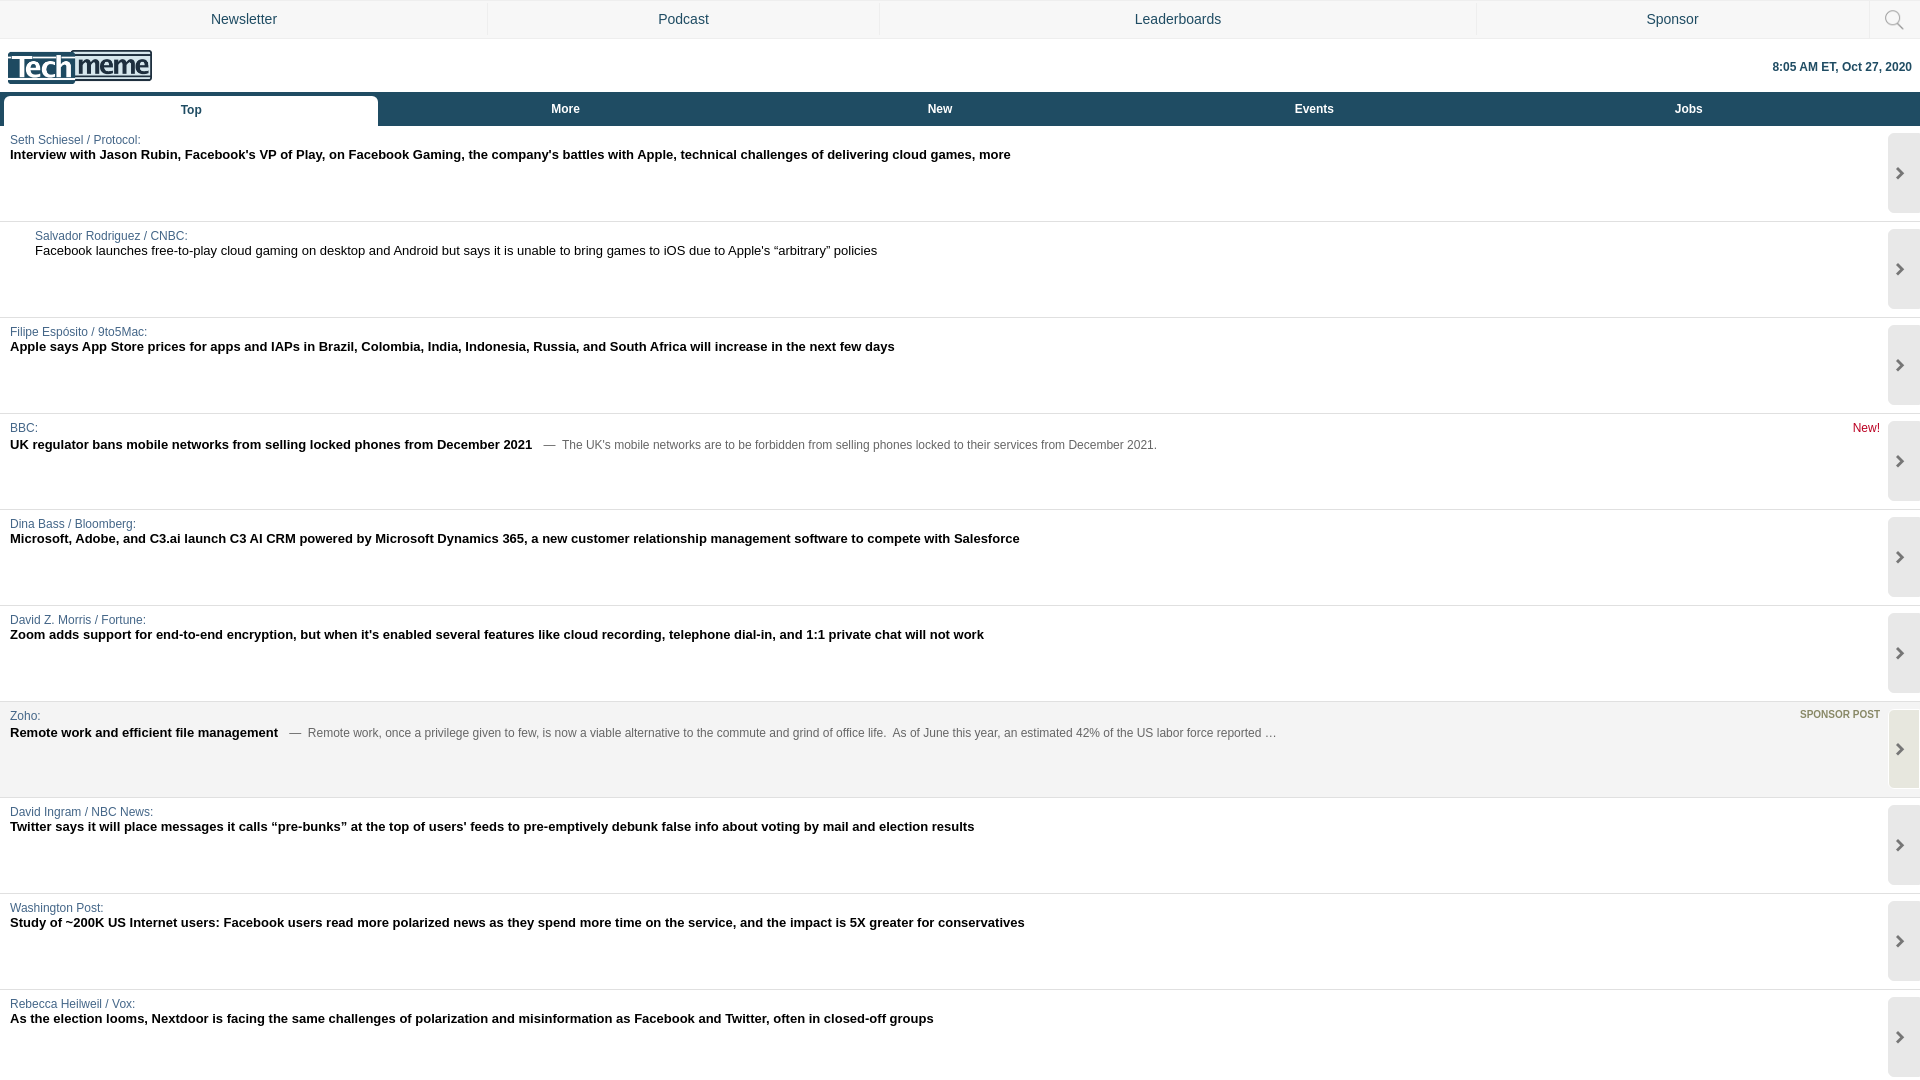 Newsletter
Podcast
Leaderboards
Sponsor
Techmeme
8:05 AM ET, Oct 27, 2020
Top
More
New
Events
Jobs
Seth Schiesel / Protocol:
Interview with Jason Rubin, Facebook's VP of Play, on Facebook Gaming, the company's battles with Apple, technical challenges of delivering cloud games, more
Salvador Rodriguez / CNBC:
Facebook launches free-to-play cloud gaming on desktop and Android but says it is unable to bring games to iOS due to Apple's “arbitrary” policies
Filipe Espósito / 9to5Mac:
Apple says App Store prices for apps and IAPs in Brazil, Colombia, India, Indonesia, Russia, and South Africa will increase in the next few days
BBC:
New!
UK regulator bans mobile networks from selling locked phones from December 2021 — The UK's mobile networks are to be forbidden from selling phones locked to their services from December 2021.
Dina Bass / Bloomberg:
Microsoft, Adobe, and C3.ai launch C3 AI CRM powered by Microsoft Dynamics 365, a new customer relationship management software to compete with Salesforce
David Z. Morris / Fortune:
Zoom adds support for end-to-end encryption, but when it's enabled several features like cloud recording, telephone dial-in, and 1:1 private chat will not work
Zoho:
SPONSOR POST
Remote work and efficient file management — Remote work, once a privilege given to few, is now a viable alternative to the commute and grind of office life. As of June this year, an estimated 42% of the US labor force reported …
David Ingram / NBC News:
Twitter says it will place messages it calls “pre-bunks” at the top of users' feeds to pre-emptively debunk false info about voting by mail and election results
Washington Post:
Study of ~200K US Internet users: Facebook users read more polarized news as they spend more time on the service, and the impact is 5X greater for conservatives
Rebecca Heilweil / Vox:
As the election looms, Nextdoor is facing the same challenges of polarization and misinformation as Facebook and Twitter, often in closed-off groups